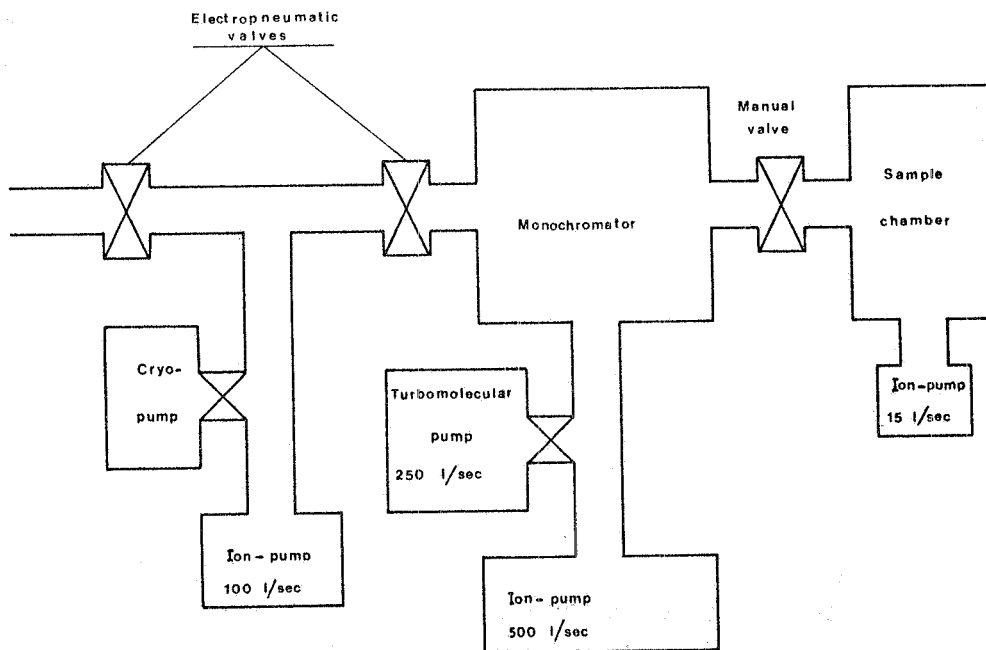 Electropneumatic
valves
Manual
valve
Sample
chamber
Monochromator
Cryo-
pump
Turbomolecular
pump
250 l/sec
Ion-pump
15 l/sec
Ion-pump
100 l/sec
Ion-pump
500 l/sec